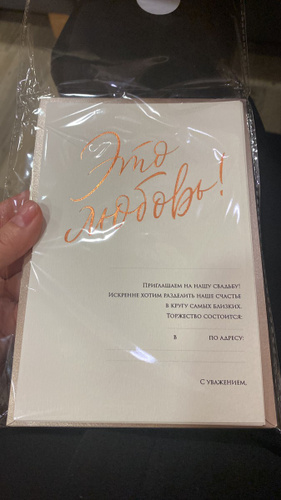 Это
любовь!
Приглашаем на нашу свадьбу!
Искренне хотим разделить наше счастье
в кругу самых близких.
Торжество состоится:
в по адресу:
С уважением,